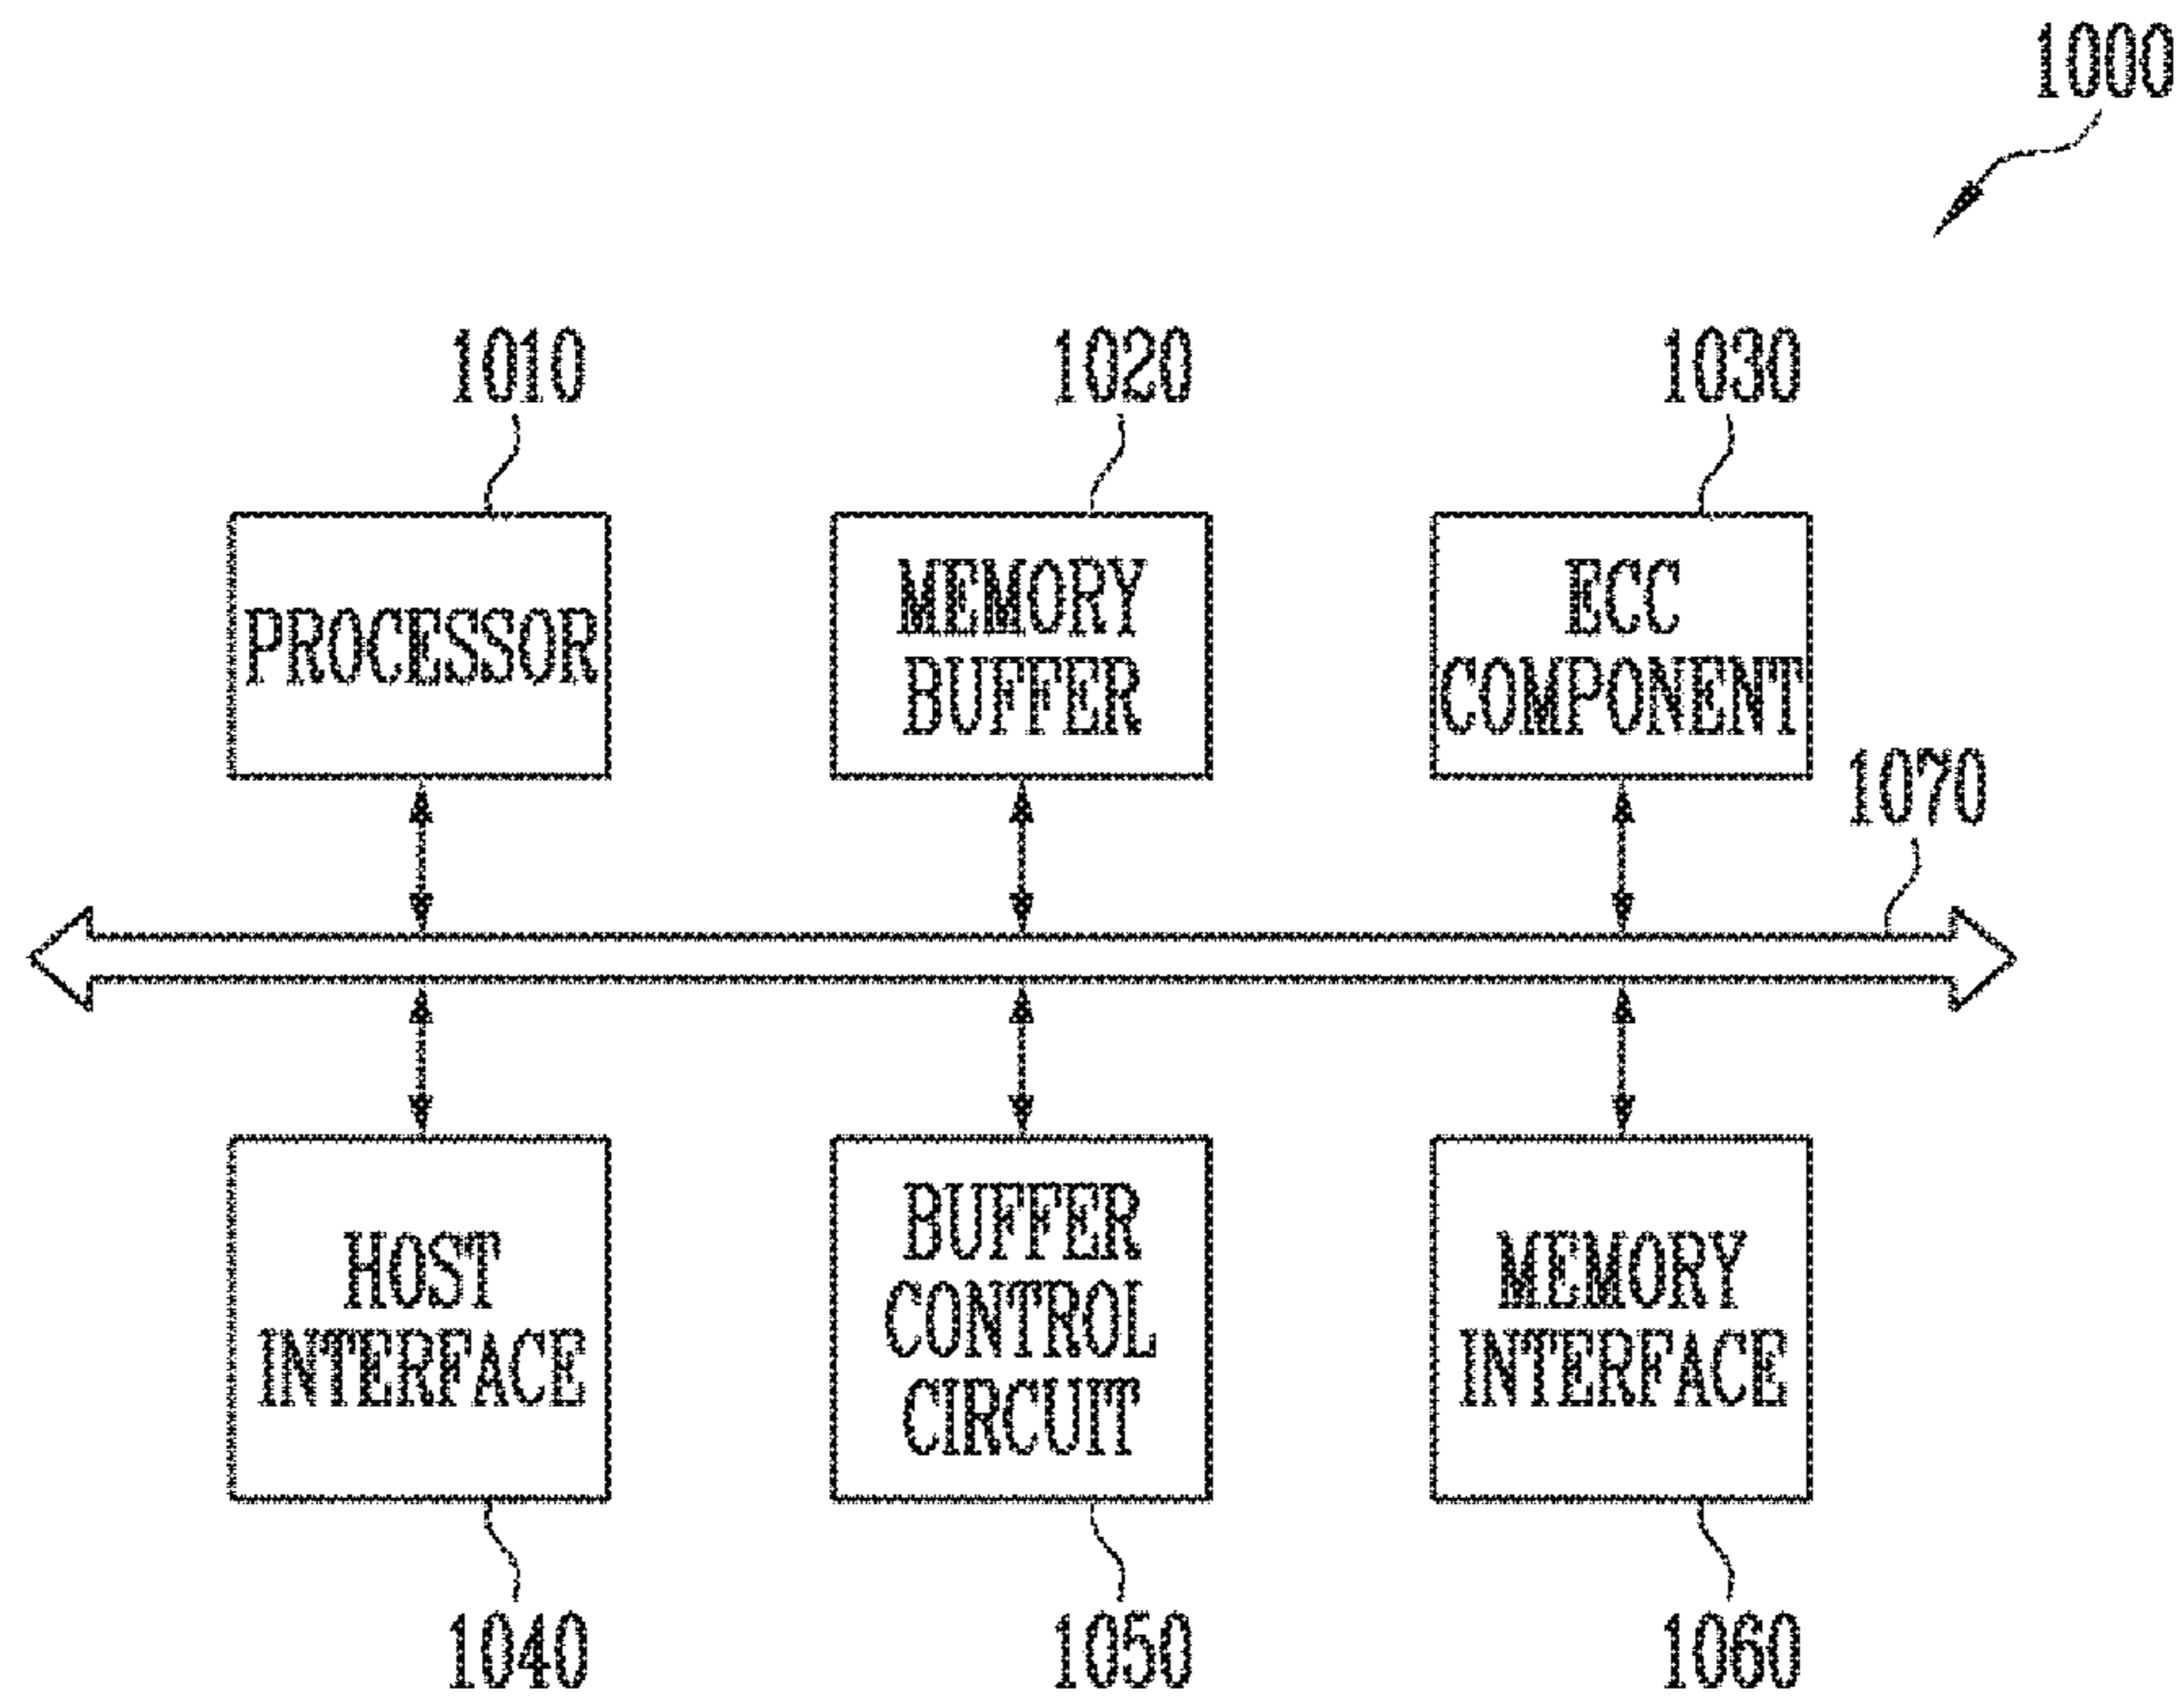 1000
1010
1020
1030
PROCESSOR
MEMORY
BUFFER
ECC
COMPONENT
1070
HOST
INTERFACE
BUFFER
CONTROL
CIRCUIT
MEMORY
INTERFACE
1040
1050
1060